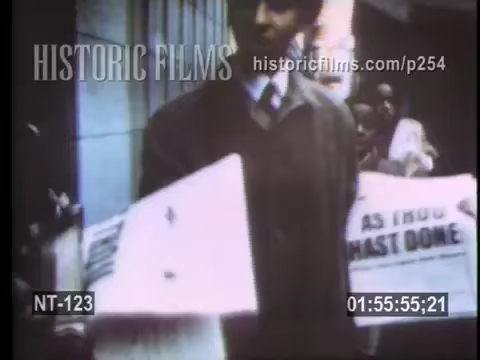 HISTORIC FILMS
historicfilms.com/p254
AS THOU
HAST DONE
NT-123
01:55:55;21